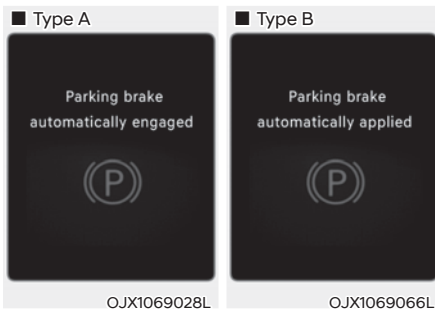 ■ Type A
Parking brake
automatically engaged
(P)
OJX1069028L
■ Type B
Parking brake
automatically applied
(P)
OJX1069066L